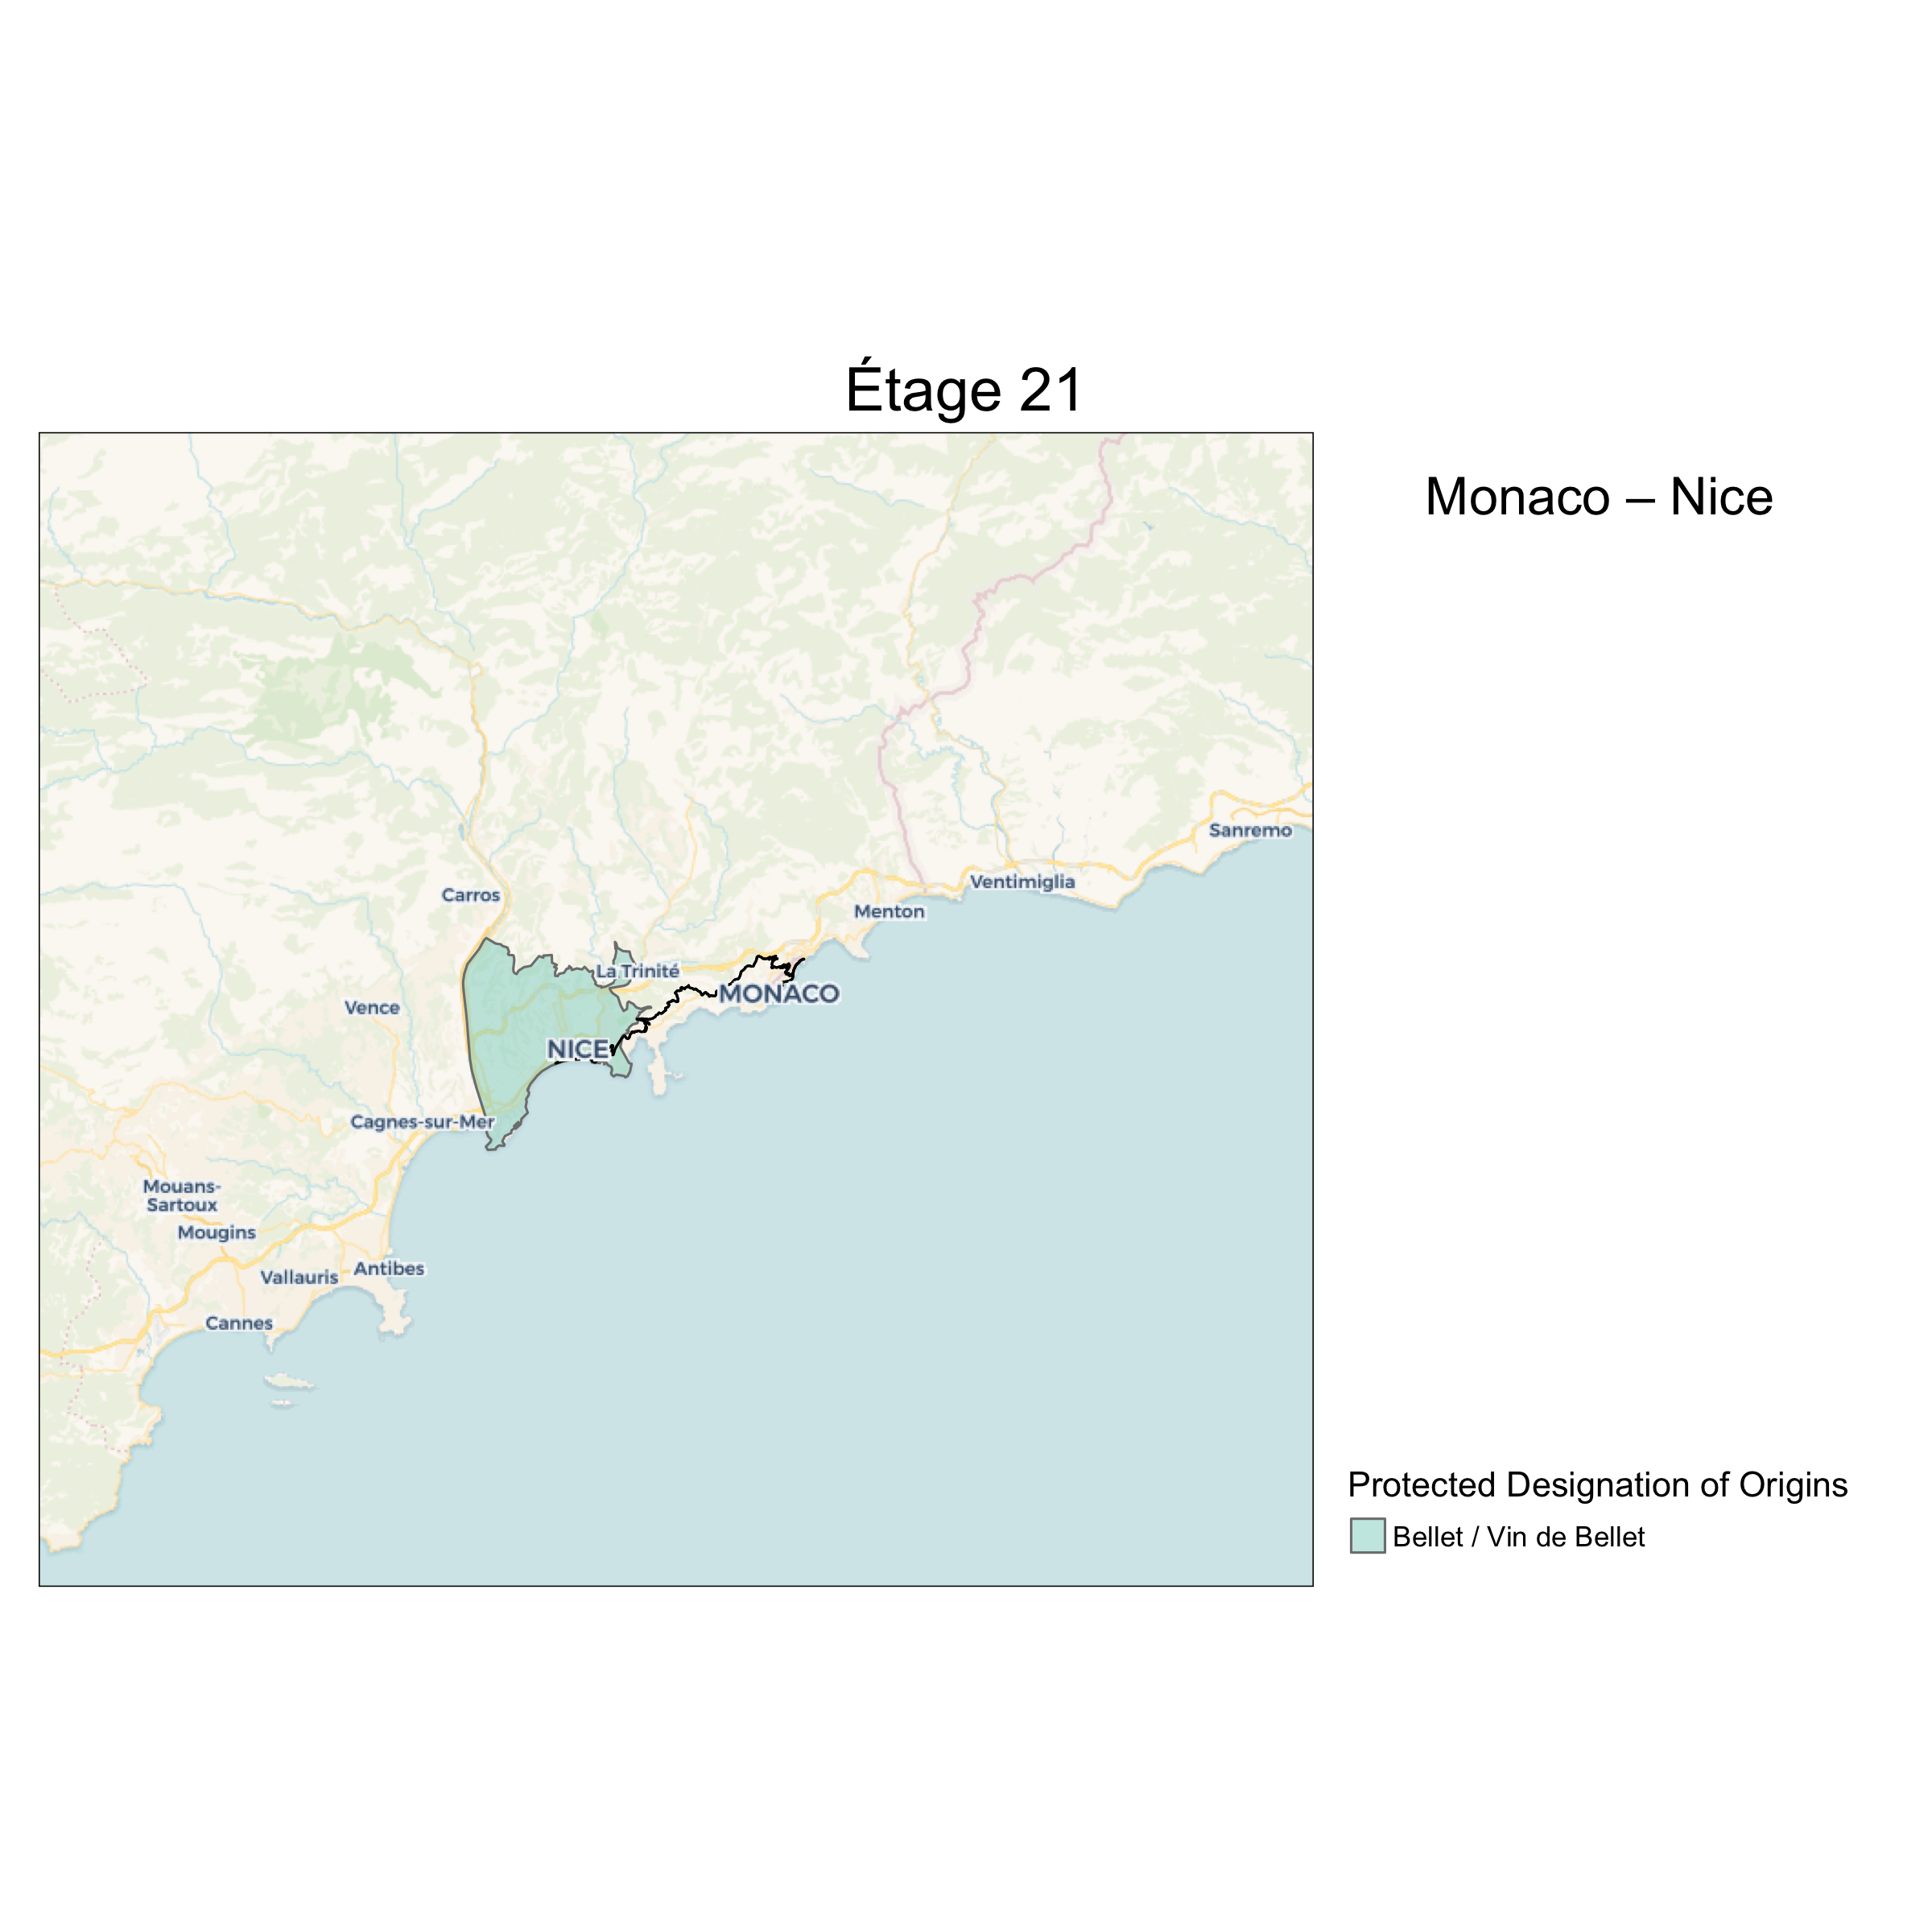 Étage 21
Monaco – Nice
Sanremo
Ventimiglia
Carros
Menton
La Trinité
MONACO
Vence
NICE
Cagnes-sur-Mer
Mouans-
Sartoux
Mougins
Antibes
Vallauris
Cannes
Protected Designation of Origins
Bellet / Vin de Bellet